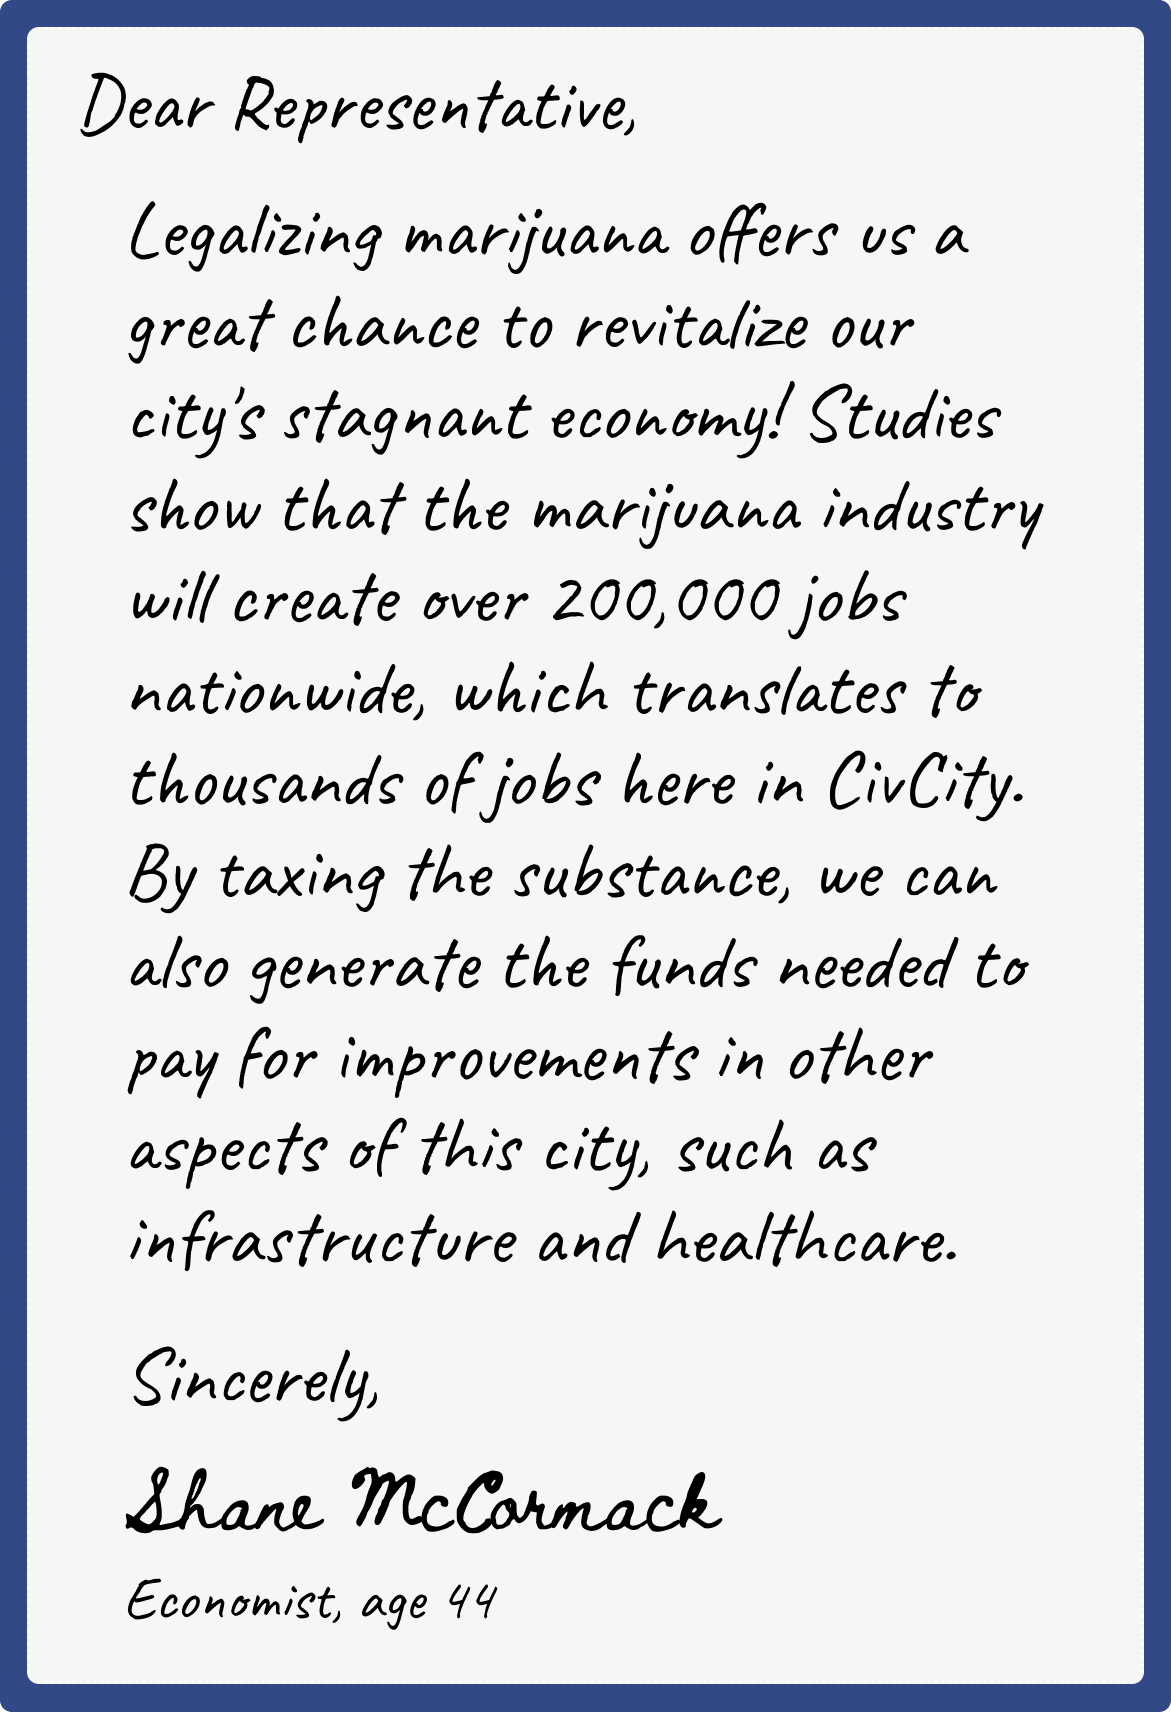 Dear Representative,
Legalizing marijuana offers us a
great chance to revitalize our
city's stagnant economy! Studies
show that the marijuana industry
will create over 200,000 jobs
nationwide, which translates to
thousands of jobs here in CivCity.
By taxing the substance, we can
also generate the funds needed to
pay for improvements in other
aspects of this city, such as
infrastructure and healthcare.
Sincerely,
Shane McCormack
Economist, age 44